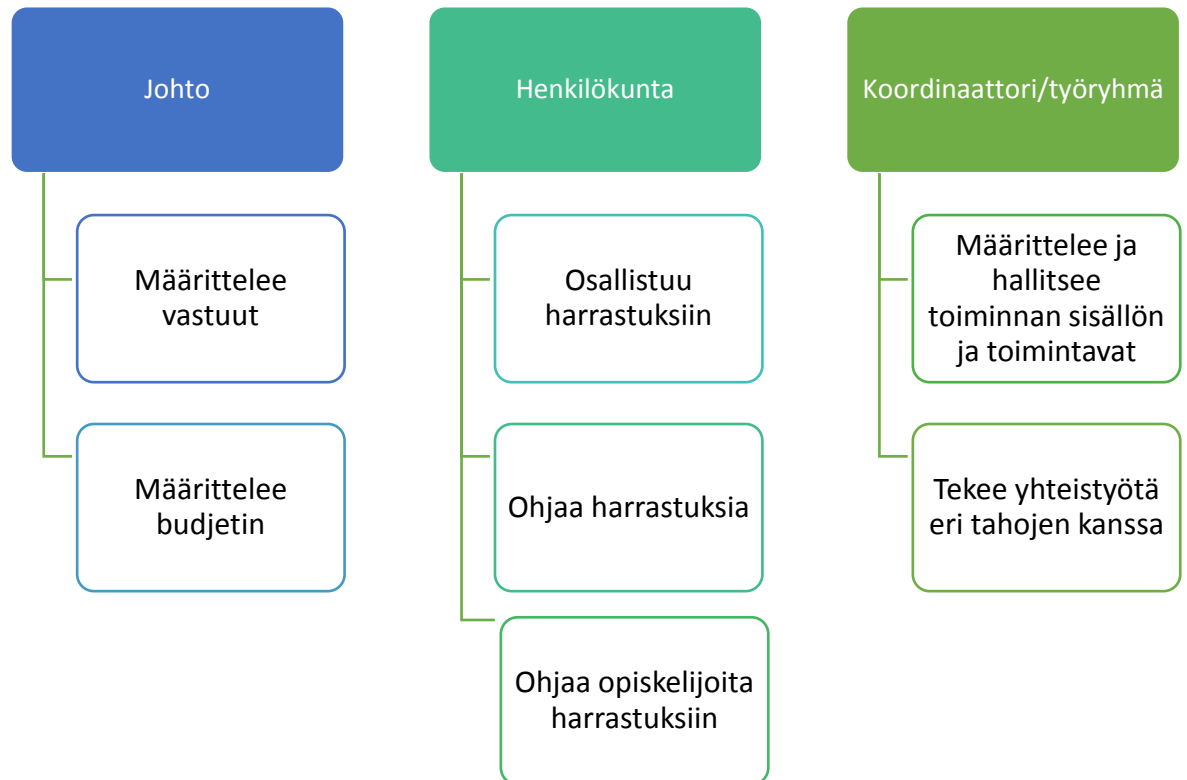 Johto
Määrittelee
vastuut
Määrittelee
budjetin
Henkilökunta
Osallistuu
harrastuksiin
Ohjaa harrastuksia
Ohjaa opiskelijoita
harrastuksiin
Koordinaattori/työryhmä
Määrittelee ja
hallitsee
toiminnan sisällön
ja toimintavat
Tekee yhteistyötä
eri tahojen kanssa